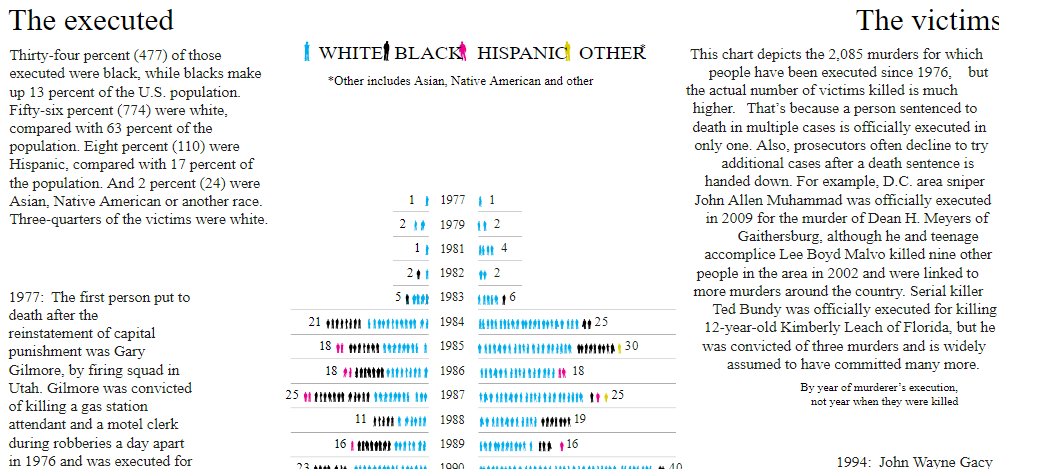 The executed
Thirty-four percent (477) of those
executed were black, while blacks make
up 13 percent of the U.S. population.
Fifty-six percent (774) were white,
compared with 63 percent of the
population. Eight percent (110) were
Hispanic, compared with 17 percent of
the population. And 2 percent (24) were
Asian, Native American or another race.
Three-quarters of the victims were white.
1977: The first person put to
death after the
reinstatement of capital
punishment was Gary
Gilmore, by firing squad in
Utah. Gilmore was convicted
of killing a gas station
attendant and a motel clerk
during robberies a day apart
in 1976 and was executed for
WHITE BLACK HISPANIC OTHER*
*Other includes Asian, Native American and other
1 1977 1
2 1979 2
1 1981 4
2 1982 2
5 1983 6
21 1984 25
18 1985 30
18 1986 18
25 1987 25
11 1988 19
16 1989 16
23 1990 40
The victims
This chart depicts the 2,085 murders for which
people have been executed since 1976, but
the actual number of victims killed is much
higher. That's because a person sentenced to
death in multiple cases is officially executed in
only one. Also, prosecutors often decline to try
additional cases after a death sentence is
handed down. For example, D.C. area sniper
John Allen Muhammad was officially executed
in 2009 for the murder of Dean H. Meyers of
Gaithersburg, although he and teenage
accomplice Lee Boyd Malvo killed nine other
people in the area in 2002 and were linked to
more murders around the country. Serial killer
Ted Bundy was officially executed for killing
12-year-old Kimberly Leach of Florida, but he
was convicted of three murders and is widely
assumed to have committed many more.
By year of murderer's execution,
not year when they were killed
1994: John Wayne Gacy